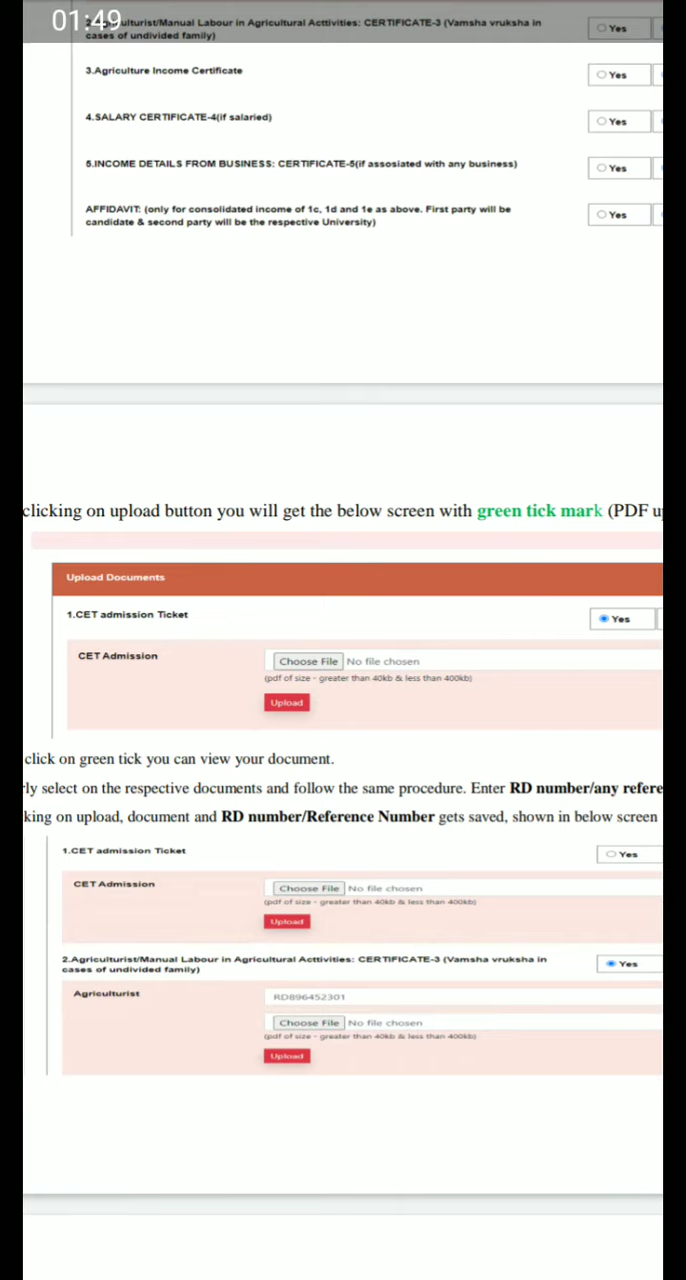 01:49
ulturist/Manual Labour in Agricultural Acttivities: CERTIFICATE-3 (Vamsha vruksha in
cases of undivided family)
Yes
3.Agriculture Income Certificate
Yes
4.SALARY CERTIFICATE-4(if salaried)
Yes
5.INCOME DETAILS FROM BUSINESS: CERTIFICATE-5(if assosiated with any business)
Yes
AFFIDAVIT: (only for consolidated income of 1c, 1d and 1e as above. First party will be
candidate & second party will be the respective University)
Yes
clicking on upload button you will get the below screen with green tick mark (PDF u
Upload Documents
1.CET admission Ticket
Yes
CET Admission
Choose File No file chosen
(pdf of size - greater than 40kb & less than 400kb)
Upload
click on green tick you can view your document.
ly select on the respective documents and follow the same procedure. Enter RD number/any refere
king on upload, document and RD number/Reference Number gets saved, shown in below screen
1.CET admission Ticket
Yes
CET Admission
Choose File No file chosen
(pdf of size - greater than 40kb & less than 400kb)
Upload
2.Agriculturist/Manual Labour in Agricultural Acttivities: CERTIFICATE-3 (Vamsha vruksha in
cases of undivided family)
Yes
Agriculturist
RD896452301
Choose File No file chosen
(pdf of size - greater than 40kb & less than 400kb)
Upload